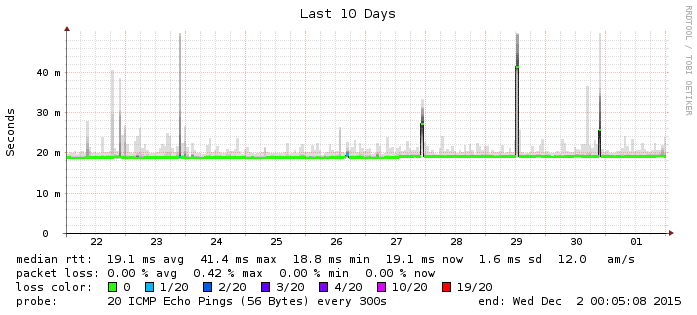 Last 10 Days
RRDTOOL / TOBI OETIKER
Seconds
40 m
30 m
20 m
10 m
0
22 23 24 25 26 27 28 29 30 01
median rtt: 19.1 ms avg 41.4 ms max 18.8 ms min 19.1 ms now 1.6 ms sd 12.0 am/s
packet loss: 0.00 % avg 0.42 % max 0.00 % min 0.00 % now
loss color: 0 1/20 2/20 3/20 4/20 10/20 19/20
probe: 20 ICMP Echo Pings (56 Bytes) every 300s end: Wed Dec 2 00:05:08 2015